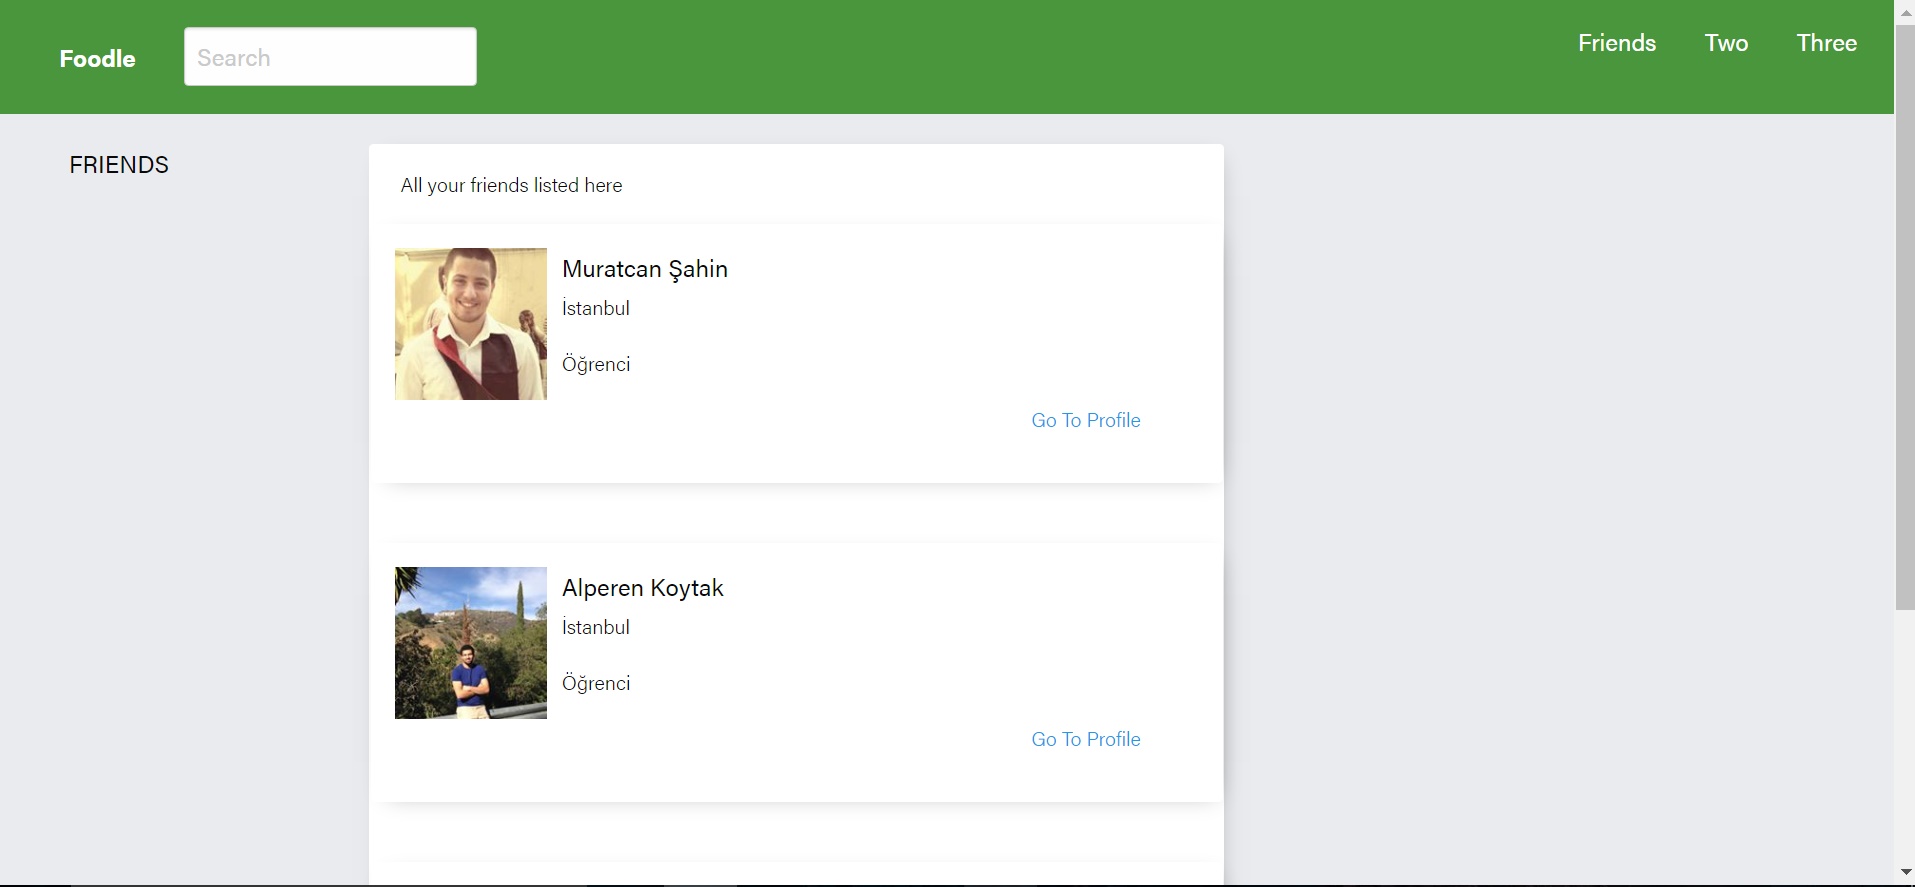 Foodle
Search
Friends
Two
Three
FRIENDS
All your friends listed here
Muratcan Şahin
İstanbul
Öğrenci
Go To Profile
Alperen Koytak
İstanbul
Öğrenci
Go To Profile